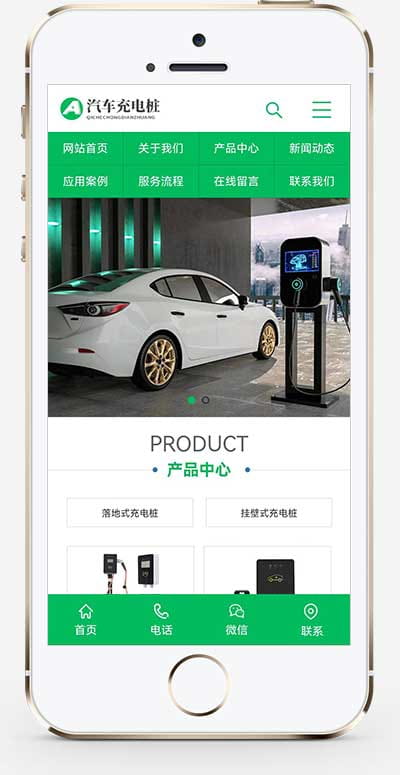 汽车充电桩
QICHECHONGDIANZHUANG
网站首页 关于我们 产品中心 新闻动态
应用案例 服务流程 在线留言 联系我们
PRODUCT
产品中心
落地式充电桩 挂壁式充电桩
首页 电话 微信 联系